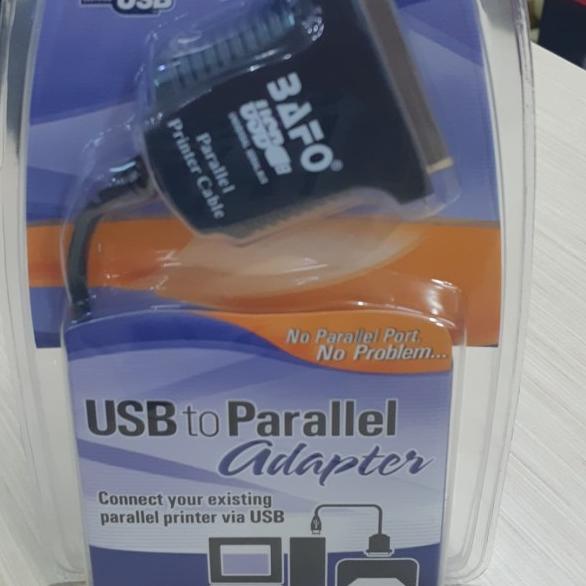 USB
BAFO®
Parallel
Printer Cable
No Parallel Port.
No Problem...
USB to Parallel
Adapter
Connect your existing
parallel printer via USB